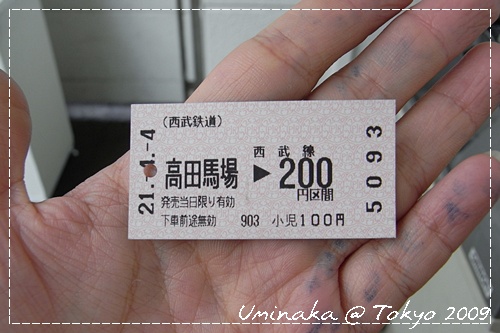 (西武鉄道)
21.-4.-4
西武線
高田馬場 ▶ 200
円区間
発売当日限り有効
下車前途無効 903 小児100円
5093
Uminaka @ Tokyo 2009